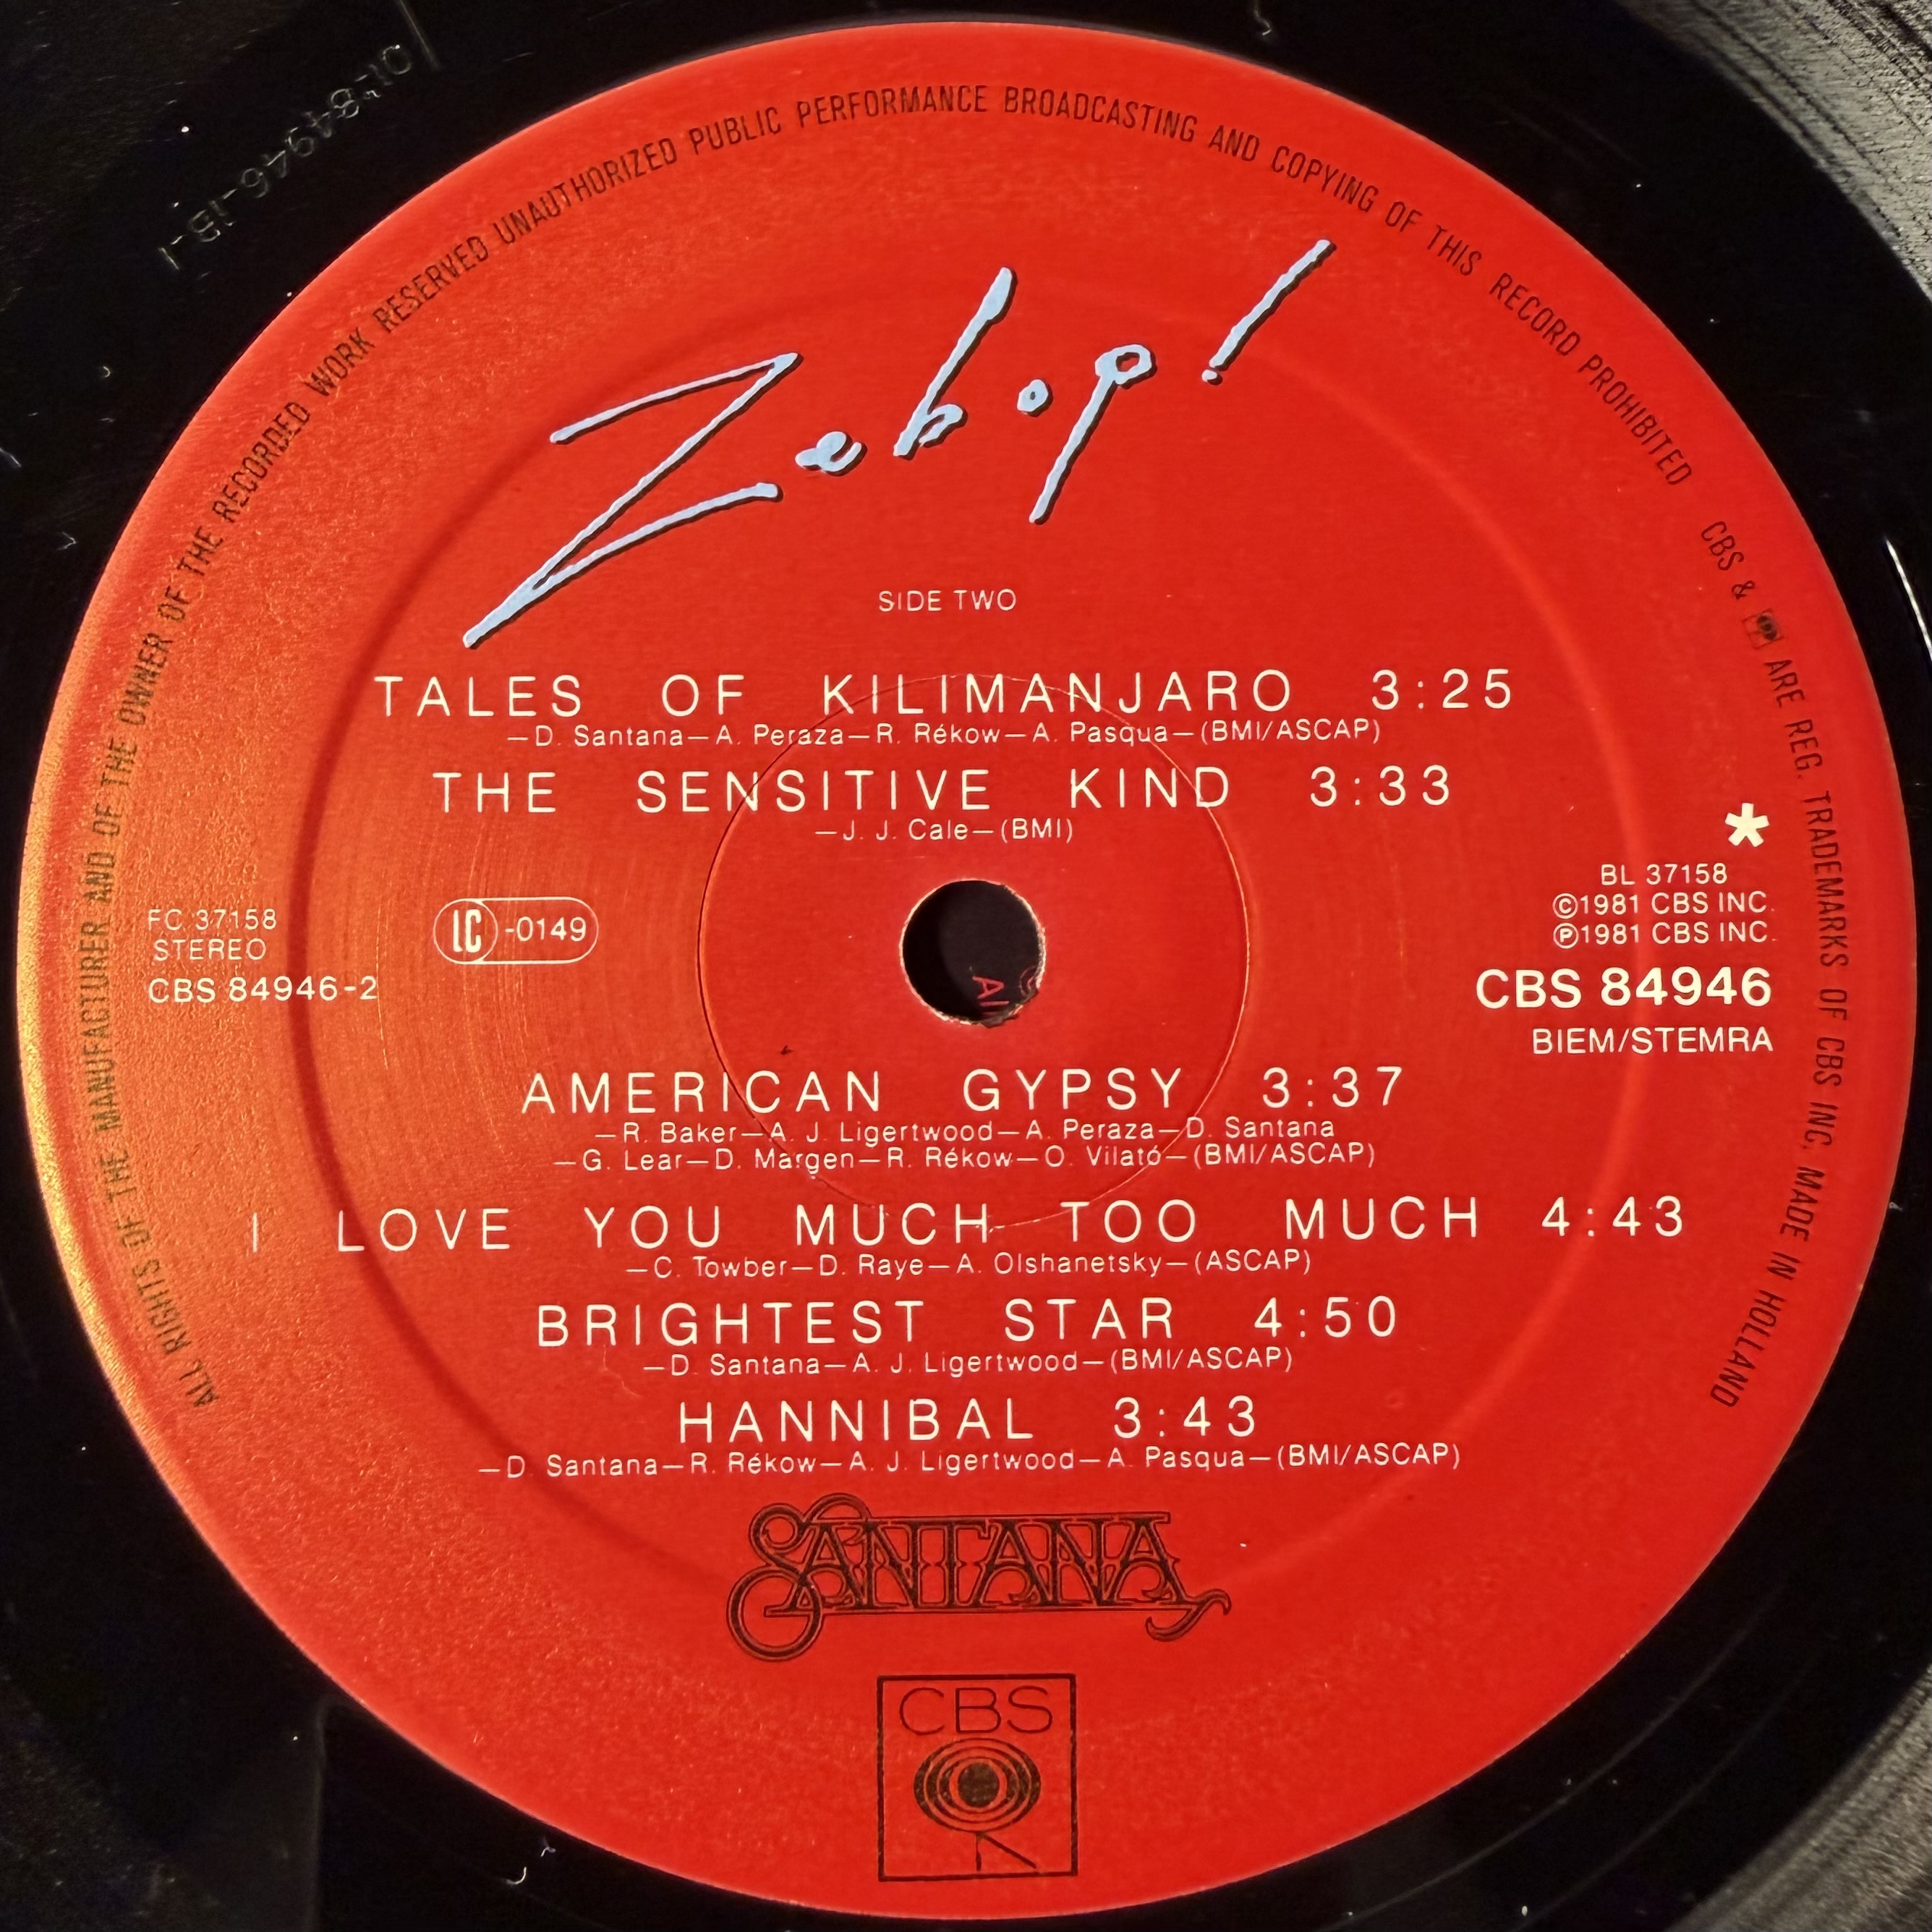 ALL RIGHTS OF THE MANUFACTURER AND OF THE OWNER OF THE RECORDED WORK RESERVED UNAUTHORIZED PUBLIC PERFORMANCE BROADCASTING AND COPYING OF THIS RECORD PROHIBITED CBS & ARE REG. TRADEMARKS OF CBS INC. MADE IN HOLLAND
01-84946-1B-1
Zebop!
SIDE TWO
TALES OF KILIMANJARO 3:25
—D. Santana—A. Peraza—R. Rékow—A. Pasqua—(BMI/ASCAP)
THE SENSITIVE KIND 3:33
—J. J. Cale—(BMI)
FC 37158
STEREO
CBS 84946-2
LC-0149
*
BL 37158
©1981 CBS INC.
℗1981 CBS INC.
CBS 84946
BIEM/STEMRA
AMERICAN GYPSY 3:37
—R. Baker—A. J. Ligertwood—A. Peraza—D. Santana
—G. Lear—D. Margen—R. Rékow—O. Vilató—(BMI/ASCAP)
I LOVE YOU MUCH TOO MUCH 4:43
—C. Towber—D. Raye—A. Olshanetsky—(ASCAP)
BRIGHTEST STAR 4:50
—D. Santana—A. J. Ligertwood—(BMI/ASCAP)
HANNIBAL 3:43
—D. Santana—R. Rékow—A. J. Ligertwood—A. Pasqua—(BMI/ASCAP)
SANTANA
CBS